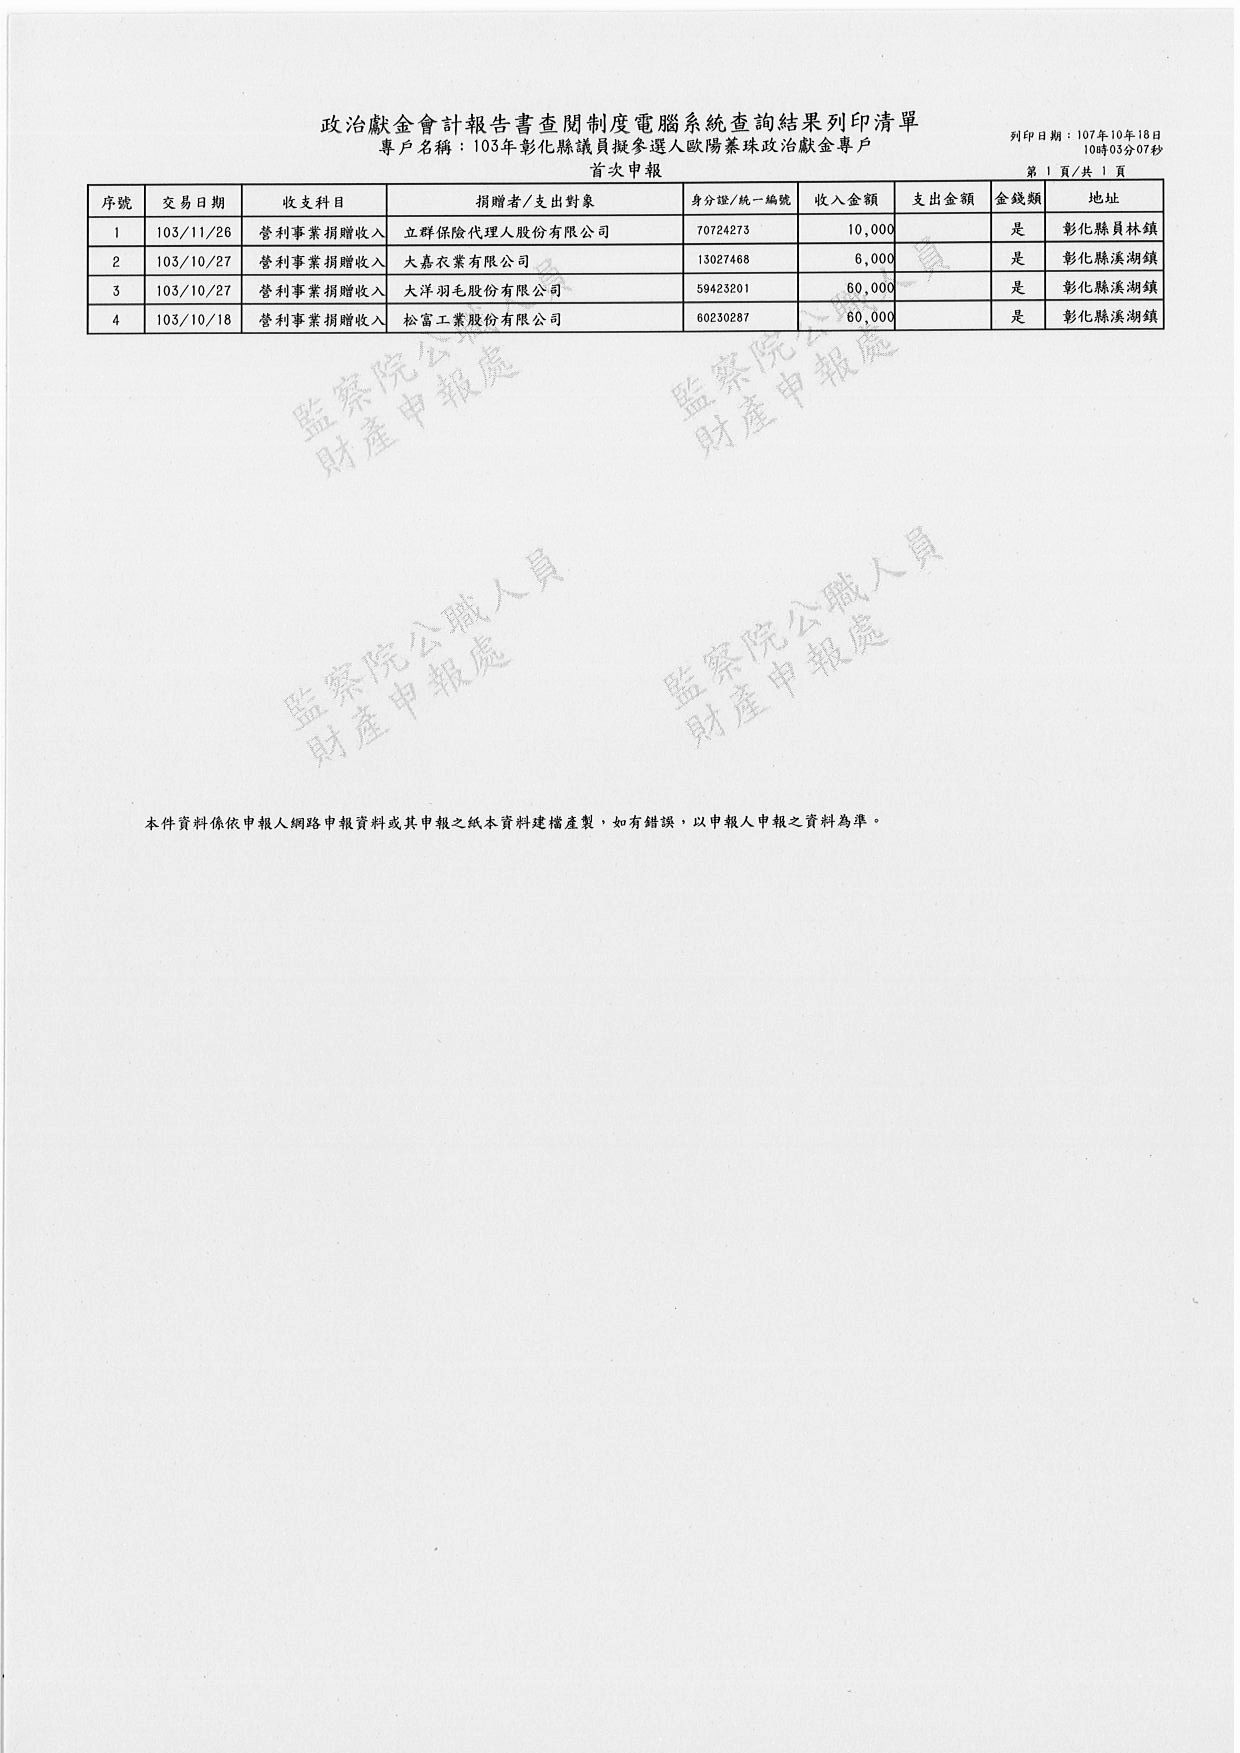 政治獻金會計報告書查閱制度電腦系統查詢結果列印清單
專戶名稱：103年彰化縣議員擬參選人歐陽蓁珠政治獻金專戶
列印日期：107年10年18日
10時03分07秒
首次申報
第 1 頁/共 1 頁
序號 交易日期 收支科目 捐贈者/支出對象 身分證/統一編號 收入金額 支出金額 金錢類 地址
1 103/11/26 營利事業捐贈收入 立群保險代理人股份有限公司 70724273 10,000 是 彰化縣員林鎮
2 103/10/27 營利事業捐贈收入 大嘉衣業有限公司 13027468 6,000 是 彰化縣溪湖鎮
3 103/10/27 營利事業捐贈收入 大洋羽毛股份有限公司 59423201 60,000 是 彰化縣溪湖鎮
4 103/10/18 營利事業捐贈收入 松富工業股份有限公司 60230287 60,000 是 彰化縣溪湖鎮
監察院公職人員
財產申報處
監察院公職人員
財產申報處
監察院公職人員
財產申報處
監察院公職人員
財產申報處
本件資料係依申報人網路申報資料或其申報之紙本資料建檔產製，如有錯誤，以申報人申報之資料為準。